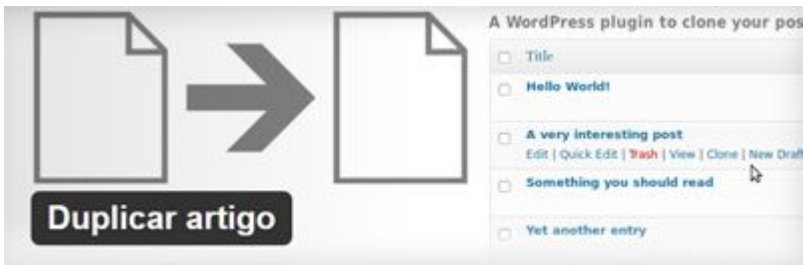 A WordPress plugin to clone your pos
Title
Hello World!
A very interesting post
Edit | Quick Edit | Trash | View | Clone | New Draft
Something you should read
Yet another entry
Duplicar artigo